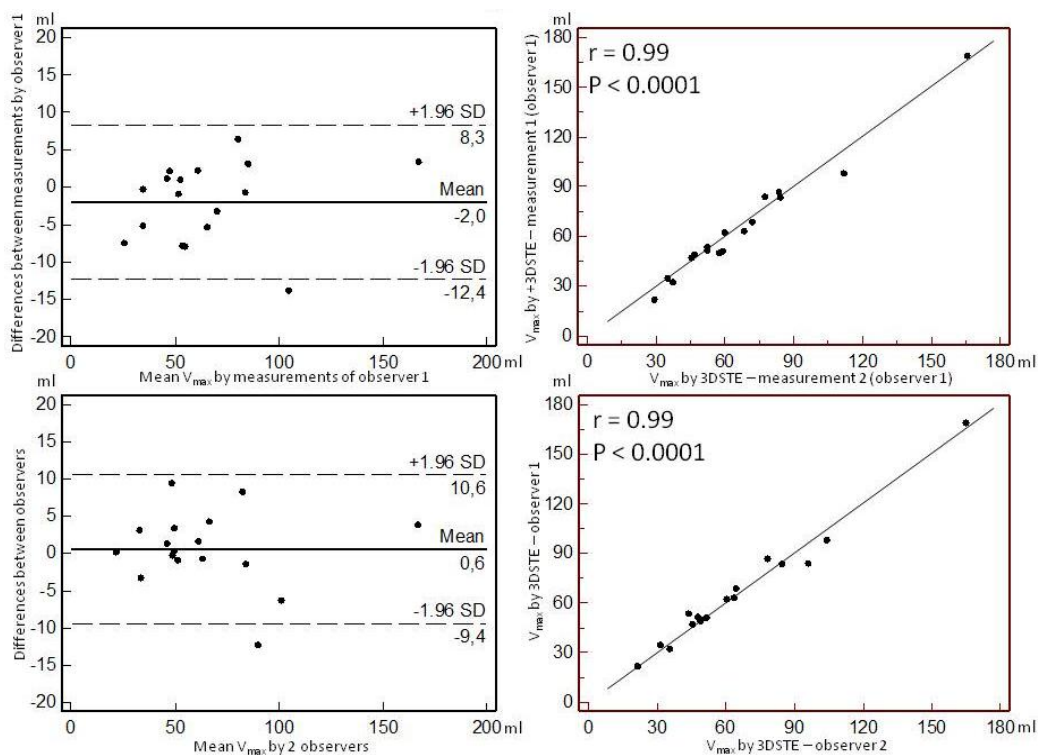 ml
20
15
10
5
0
-5
-10
-15
-20
Differences between measurements by observer 1
+1.96 SD
8,3
Mean
-2,0
-1.96 SD
-12,4
0 50 100 150 200 ml
Mean Vmax by measurements of observer 1
ml
180
150
120
90
60
30
0
Vmax by +3DSTE – measurement 1 (observer 1)
r = 0.99
P < 0.0001
0 30 60 90 120 150 180 ml
Vmax by 3DSTE – measurement 2 (observer 1)
ml
20
15
10
5
0
-5
-10
-15
-20
Differences between observers
+1.96 SD
10,6
Mean
0,6
-1.96 SD
-9,4
0 50 100 150 200 ml
Mean Vmax by 2 observers
ml
180
150
120
90
60
30
0
Vmax by 3DSTE – observer 1
r = 0.99
P < 0.0001
0 30 60 90 120 150 180 ml
Vmax by 3DSTE – observer 2